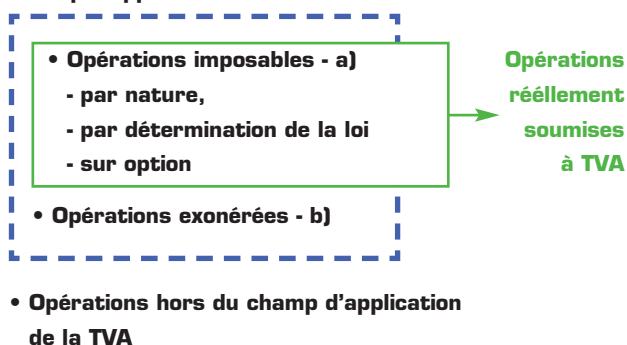 • Opérations imposables - a)
- par nature,
- par détermination de la loi
- sur option
Opérations
rééllement
soumises
à TVA
• Opérations exonérées - b)
• Opérations hors du champ d’application
de la TVA